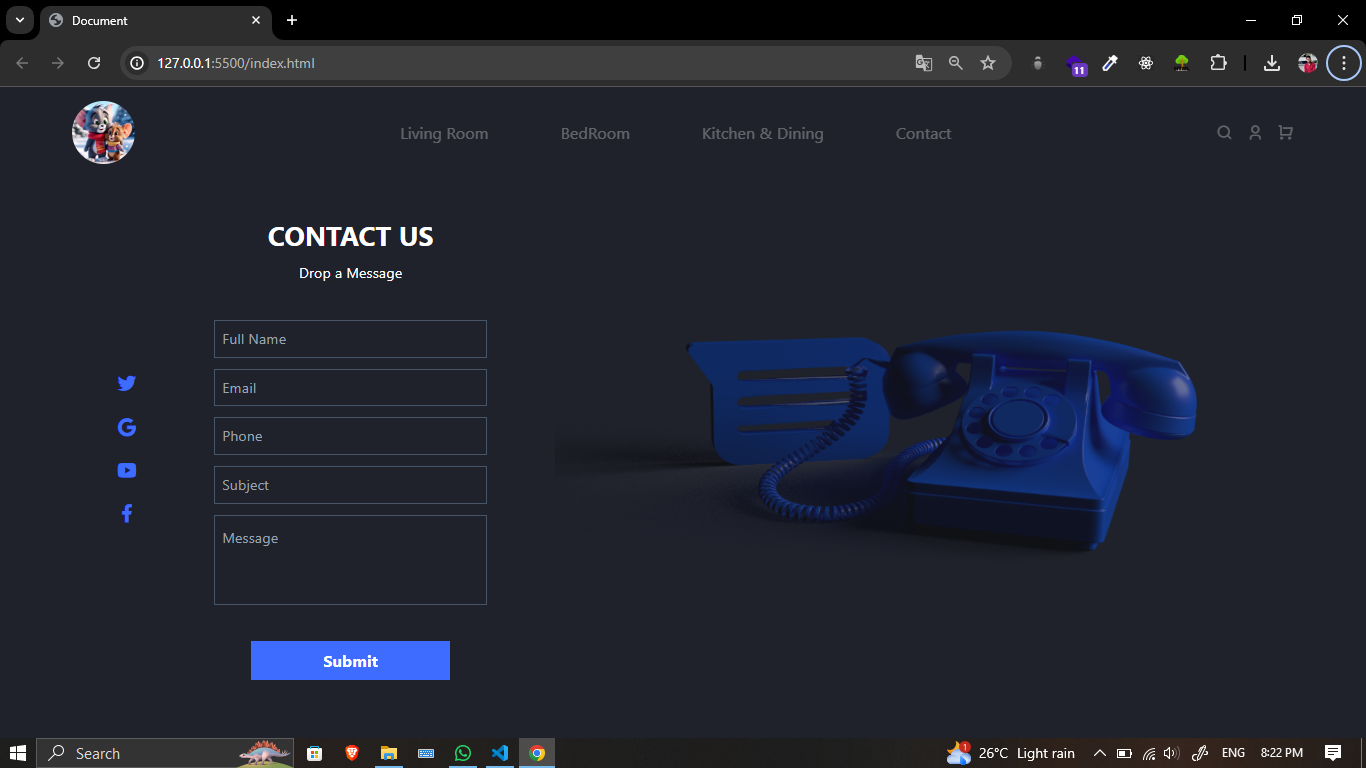 Document
127.0.0.1:5500/index.html
11
Living Room BedRoom Kitchen & Dining Contact
CONTACT US
Drop a Message
Full Name
Email
Phone
Subject
Message
Submit
Search
1
26°C Light rain
ENG
8:22 PM